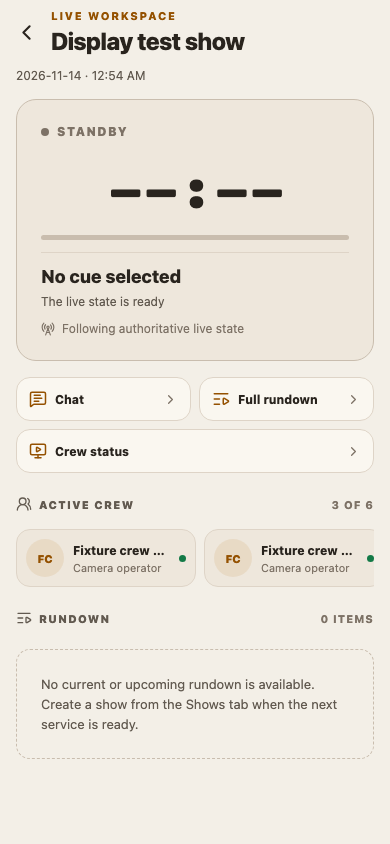 LIVE WORKSPACE
Display test show
2026-11-14 · 12:54 AM
STANDBY
--:--
No cue selected
The live state is ready
Following authoritative live state
Chat
Full rundown
Crew status
ACTIVE CREW
3 OF 6
FC
Fixture crew ...
Camera operator
FC
Fixture crew ...
Camera operator
RUNDOWN
0 ITEMS
No current or upcoming rundown is available.
Create a show from the Shows tab when the next
service is ready.